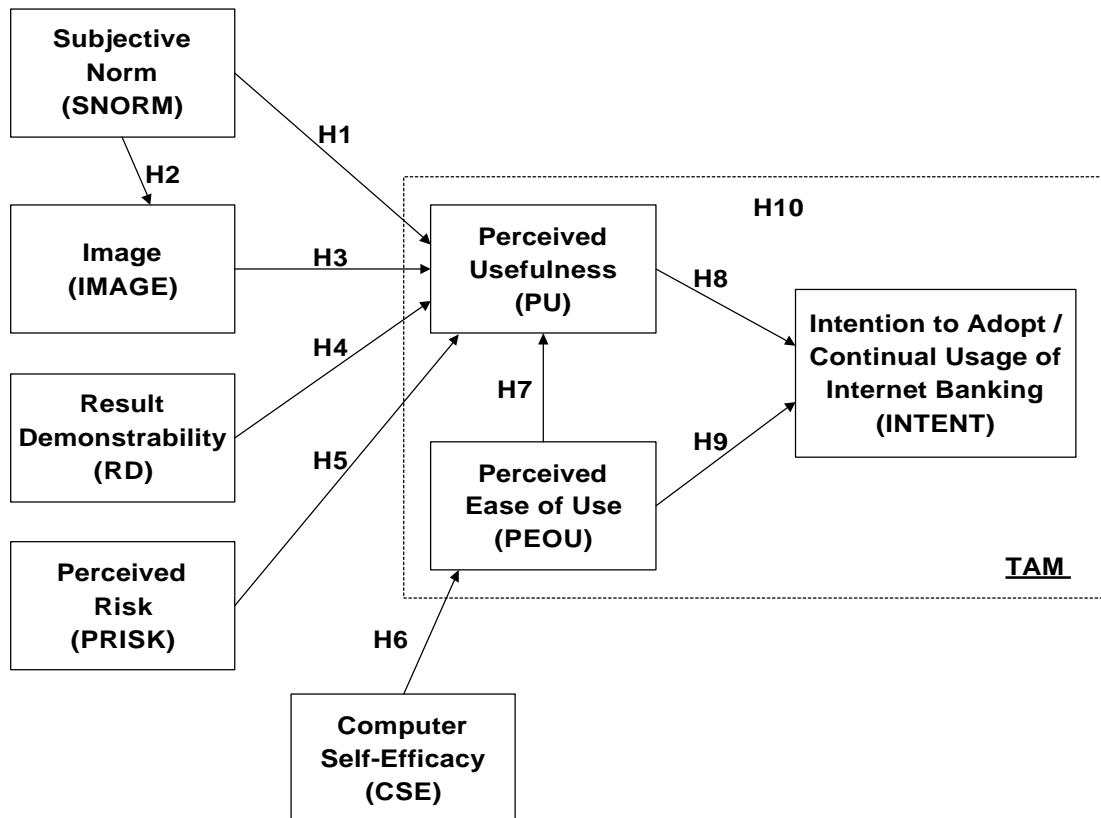 Subjective
Norm
(SNORM)
H1
H2
H10
Image
(IMAGE)
H3
Perceived
Usefulness
(PU)
H8
Intention to Adopt /
Continual Usage of
Internet Banking
(INTENT)
H4
Result
Demonstrability
(RD)
H7
H5
H9
Perceived
Ease of Use
(PEOU)
Perceived
Risk
(PRISK)
TAM
H6
Computer
Self-Efficacy
(CSE)